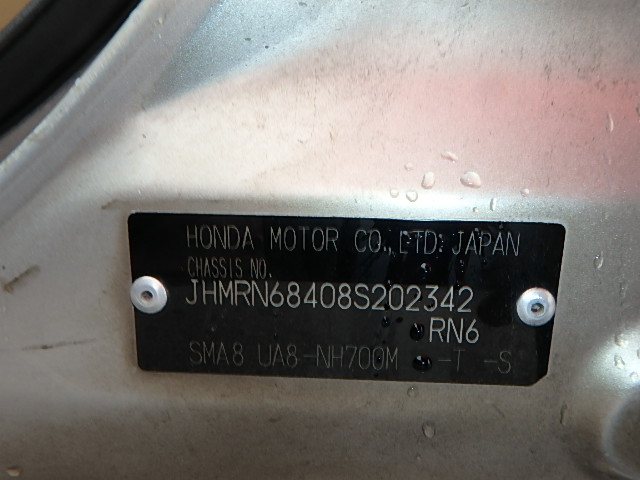 HONDA MOTOR CO.,LTD.JAPAN
CHASSIS NO.
JHMRN68408S202342
RN6
SMA8 UA8-NH700M -T -S